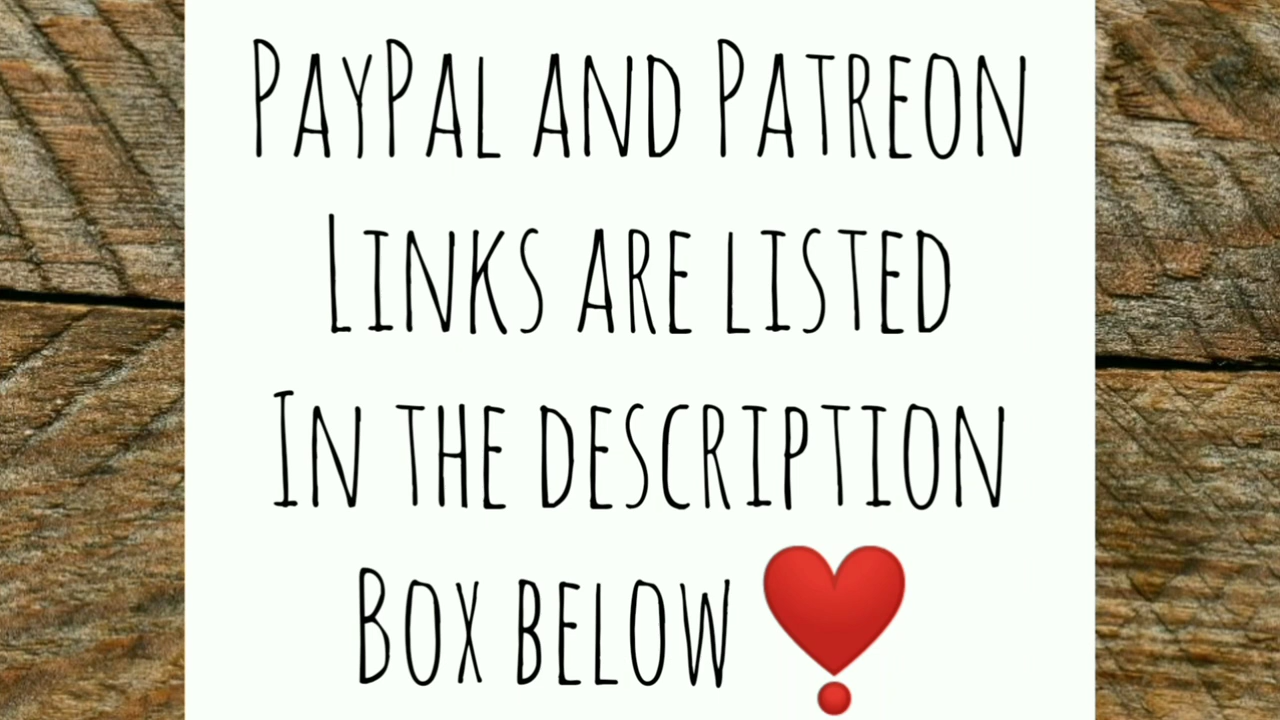 PayPal and Patreon
Links are listed
In the description
Box below ❣